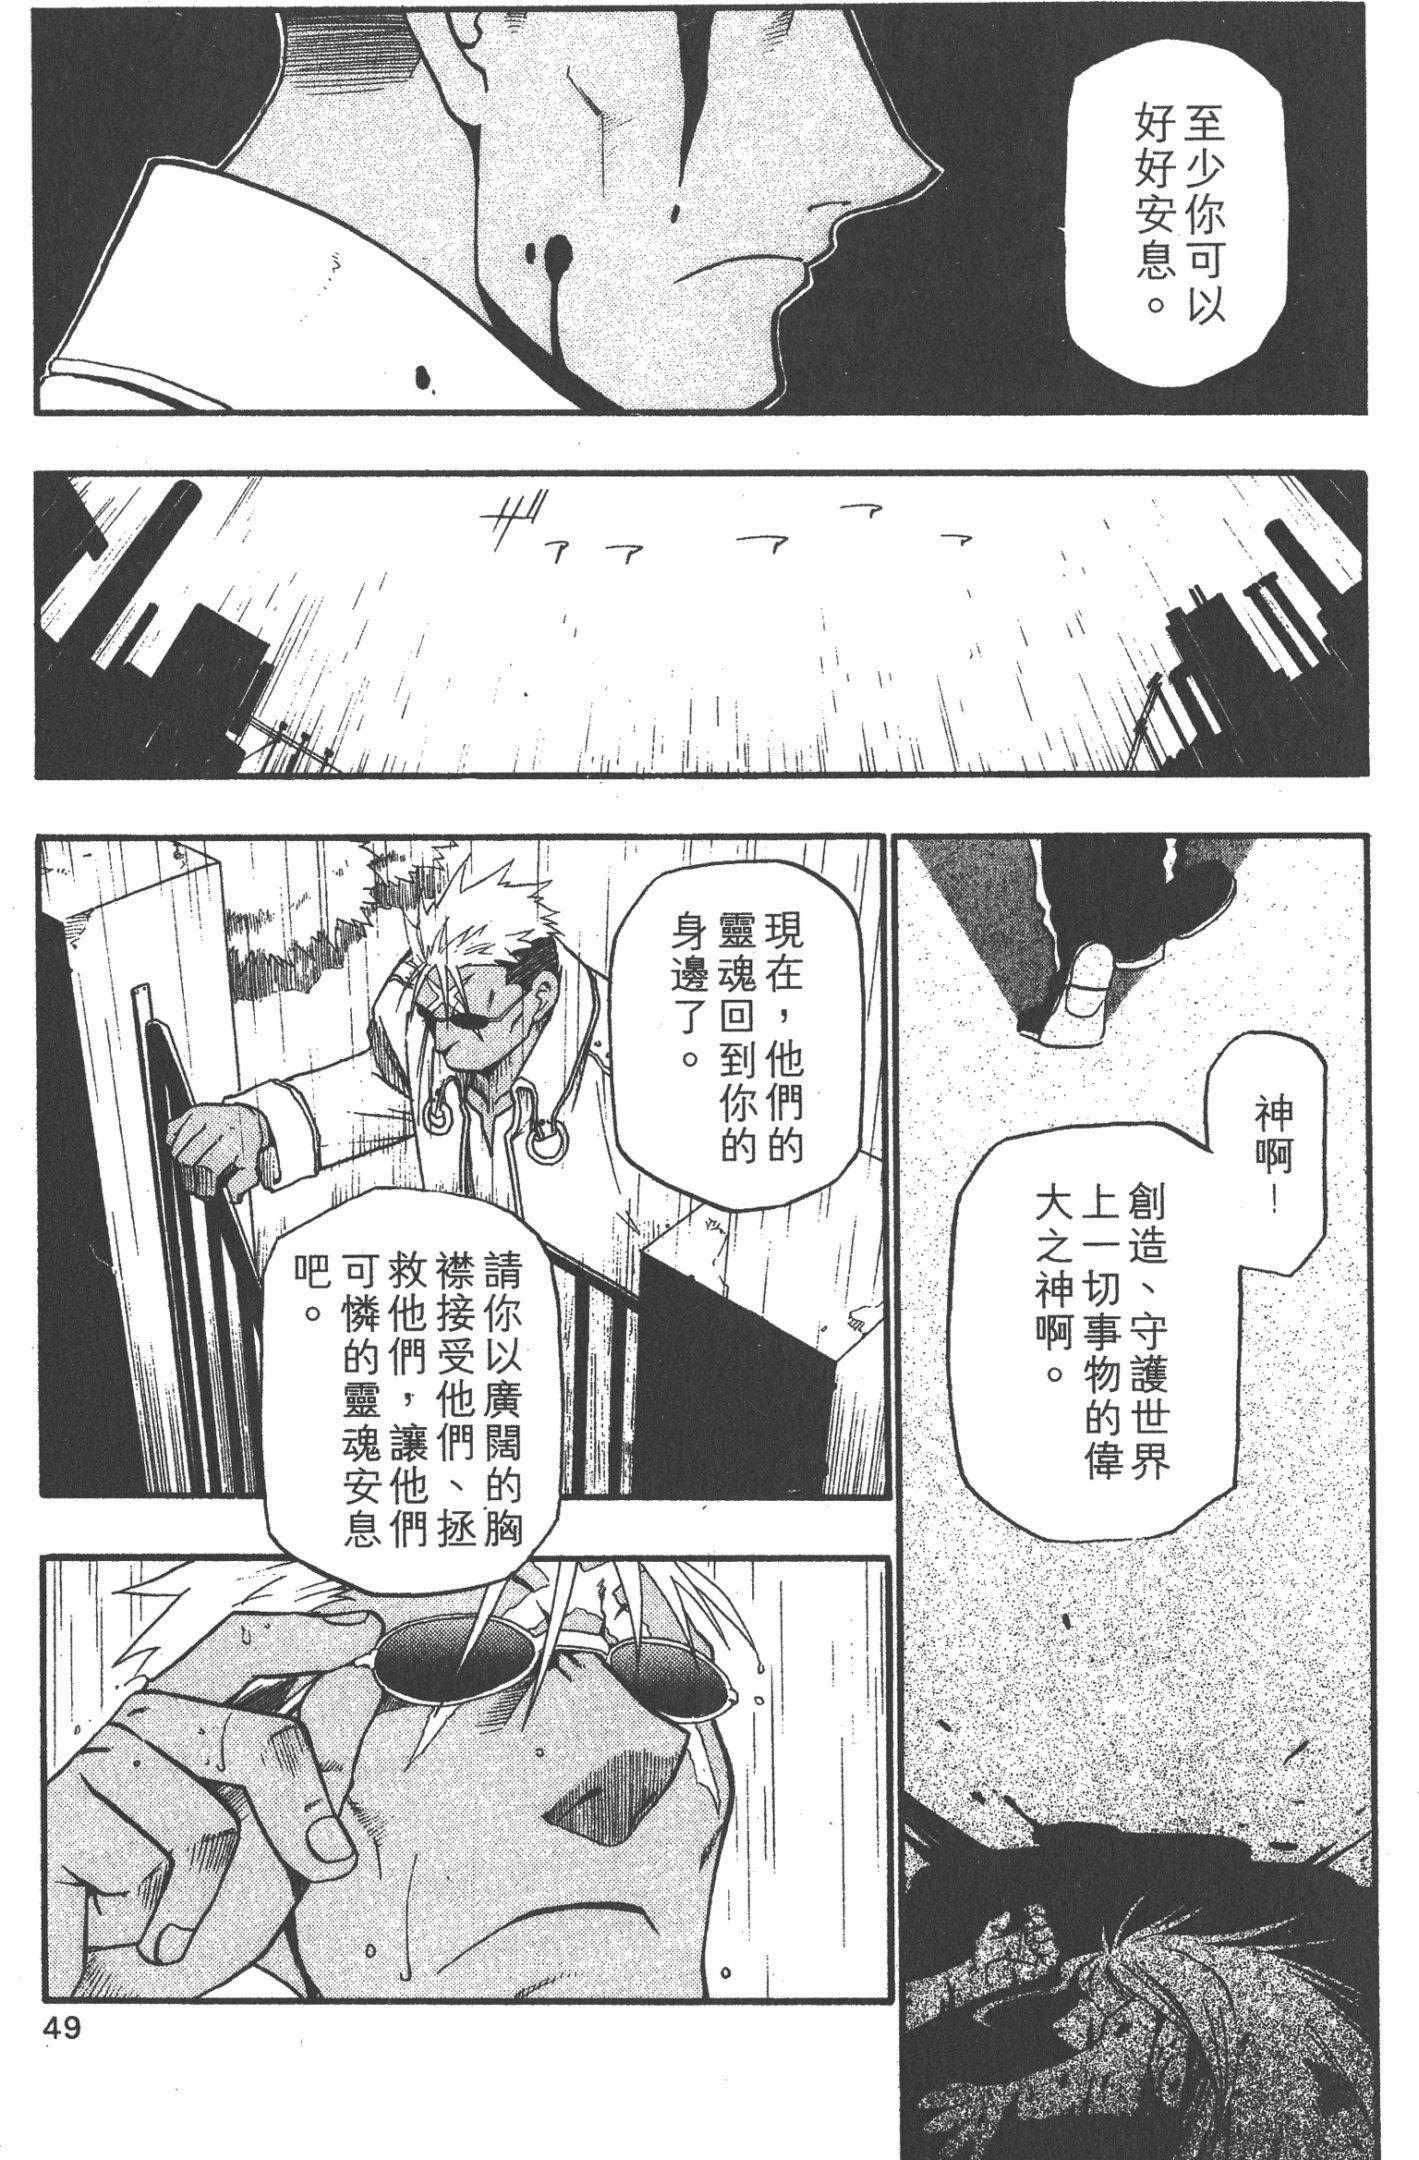 至少你可以
好好安息。
サァァァァァ
神啊！
創造、守護世界
上一切事物的偉
大之神啊。
現在，他們的
靈魂回到你的
身邊了。
請你以廣闊的胸
襟接受他們、拯
救他們，讓他們
可憐的靈魂安息
吧。
49